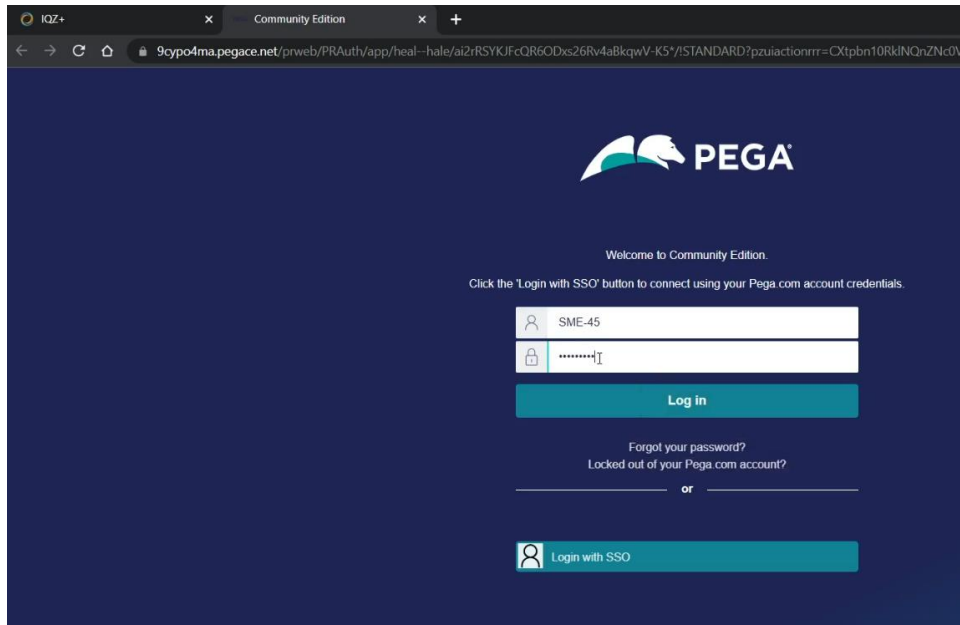 IQZ+
Community Edition
9cypo4ma.pegace.net/prweb/PRAuth/app/heal--hale/ai2rRSYKJFcQR6ODxs26Rv4aBkqwV-K5*/!STANDARD?pzuiactionrrr=CXtpbn10RklNQnZNc0V
PEGA
Welcome to Community Edition.
Click the 'Login with SSO' button to connect using your Pega.com account credentials.
SME-45
•••••••••
Log in
Forgot your password?
Locked out of your Pega.com account?
or
Login with SSO